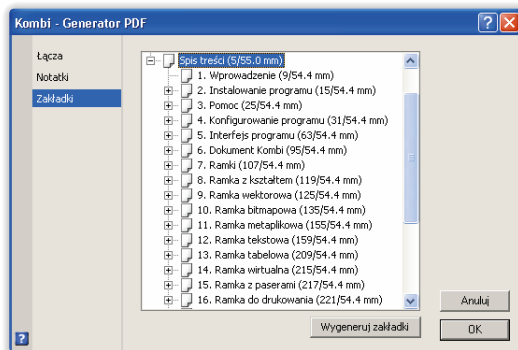 Kombi - Generator PDF
Łącza
Notatki
Zakładki
Spis treści (5/55.0 mm)
1. Wprowadzenie (9/54.4 mm)
2. Instalowanie programu (15/54.4 mm)
3. Pomoc (25/54.4 mm)
4. Konfigurowanie programu (31/54.4 mm)
5. Interfejs programu (63/54.4 mm)
6. Dokument Kombi (95/54.4 mm)
7. Ramki (107/54.4 mm)
8. Ramka z kształtem (119/54.4 mm)
9. Ramka wektorowa (125/54.4 mm)
10. Ramka bitmapowa (135/54.4 mm)
11. Ramka metaplikowa (155/54.4 mm)
12. Ramka tekstowa (159/54.4 mm)
13. Ramka tabelowa (209/54.4 mm)
14. Ramka wirtualna (215/54.4 mm)
15. Ramka z paserami (217/54.4 mm)
16. Ramka do drukowania (221/54.4 mm)
Wygeneruj zakładki
Anuluj
OK